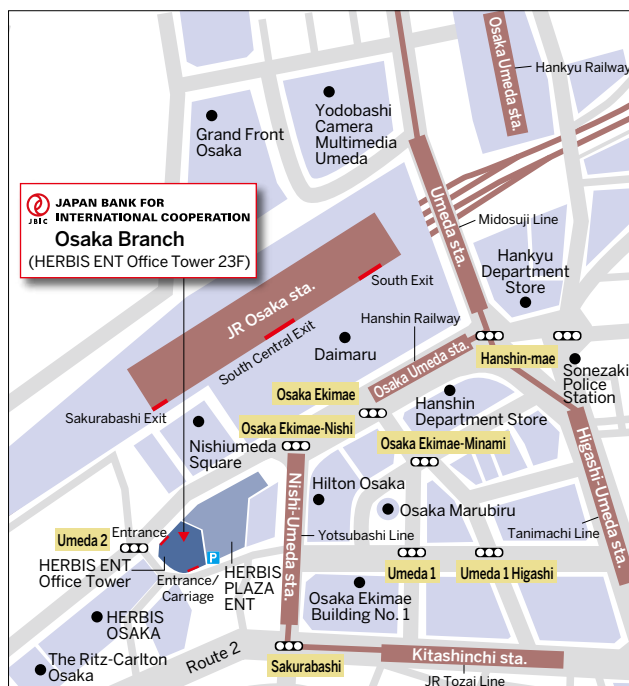 Osaka Umeda sta.
Hankyu Railway
Grand Front
Osaka
Yodobashi
Camera
Multimedia
Umeda
JBIC
JAPAN BANK FOR
INTERNATIONAL COOPERATION
Osaka Branch
(HERBIS ENT Office Tower 23F)
Umeda sta.
Midosuji Line
Hankyu
Department
Store
South Exit
JR Osaka sta.
South Central Exit
Hanshin Railway
Daimaru
Osaka Umeda sta.
Hanshin-mae
Sonezaki
Police
Station
Sakurabashi Exit
Osaka Ekimae
Hanshin
Department Store
Osaka Ekimae-Nishi
Osaka Ekimae-Minami
Nishiumeda
Square
Higashi-Umeda sta.
Nishi-Umeda sta.
Hilton Osaka
Osaka Marubiru
Umeda 2
Entrance
Yotsubashi Line
Tanimachi Line
HERBIS ENT
Office Tower
P
Entrance/
Carriage
HERBIS
PLAZA
ENT
Umeda 1
Umeda 1 Higashi
Osaka Ekimae
Building No. 1
HERBIS
OSAKA
Route 2
Sakurabashi
Kitashinchi sta.
The Ritz-Carlton
Osaka
JR Tozai Line